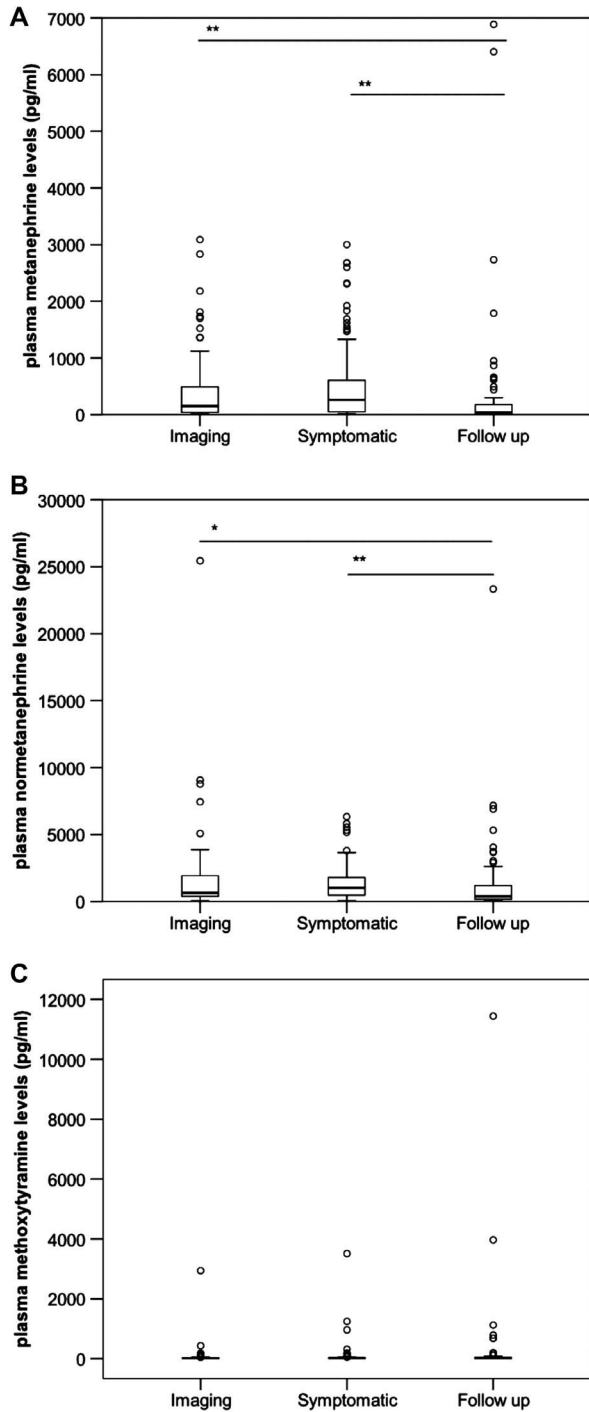 A
plasma metanephrine levels (pg/ml)
7000
6000
5000
4000
3000
2000
1000
0
**
**
Imaging Symptomatic Follow up
B
plasma normetanephrine levels (pg/ml)
30000
25000
20000
15000
10000
5000
0
*
**
Imaging Symptomatic Follow up
C
plasma methoxytyramine levels (pg/ml)
12000
10000
8000
6000
4000
2000
0
Imaging Symptomatic Follow up